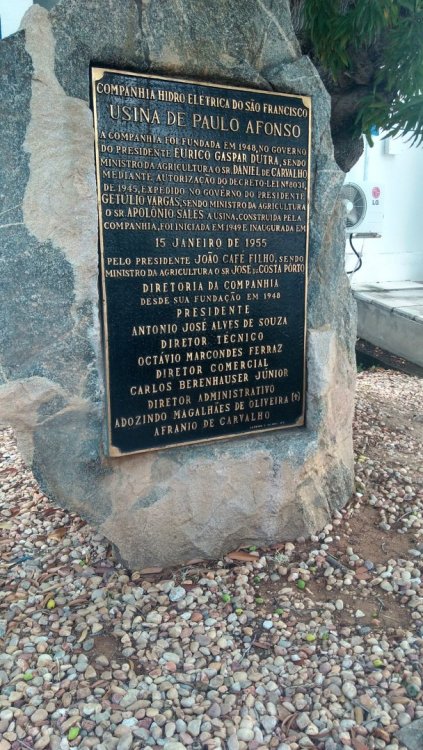 COMPANHIA HIDRO ELÉTRICA DO SÃO FRANCISCO
USINA DE PAULO AFONSO
A COMPANHIA FOI FUNDADA EM 1948, NO GOVERNO
DO PRESIDENTE EURICO GASPAR DUTRA, SENDO
MINISTRO DA AGRICULTURA O SR. DANIEL DE CARVALHO
MEDIANTE AUTORIZAÇÃO DO DECRETO-LEI Nº 8031,
DE 1945, EXPEDIDO NO GOVERNO DO PRESIDENTE
GETULIO VARGAS, SENDO MINISTRO DA AGRICULTURA
O SR. APOLÔNIO SALES A USINA, CONSTRUIDA PELA
COMPANHIA, FOI INICIADA EM 1949 E INAUGURADA EM
15 JANEIRO DE 1955
PELO PRESIDENTE JOÃO CAFÉ FILHO, SENDO
MINISTRO DA AGRICULTURA O SR JOSE DA COSTA PORTO
DIRETORIA DA COMPANHIA
DESDE SUA FUNDAÇÃO EM 1948
PRESIDENTE
ANTONIO JOSÉ ALVES DE SOUZA
DIRETOR TÉCNICO
OCTÁVIO MARCONDES FERRAZ
DIRETOR COMERCIAL
CARLOS BERENHAUSER JÚNIOR
DIRETOR ADMINISTRATIVO
ADOZINDO MAGALHÃES DE OLIVEIRA (†)
AFRANIO DE CARVALHO
LG